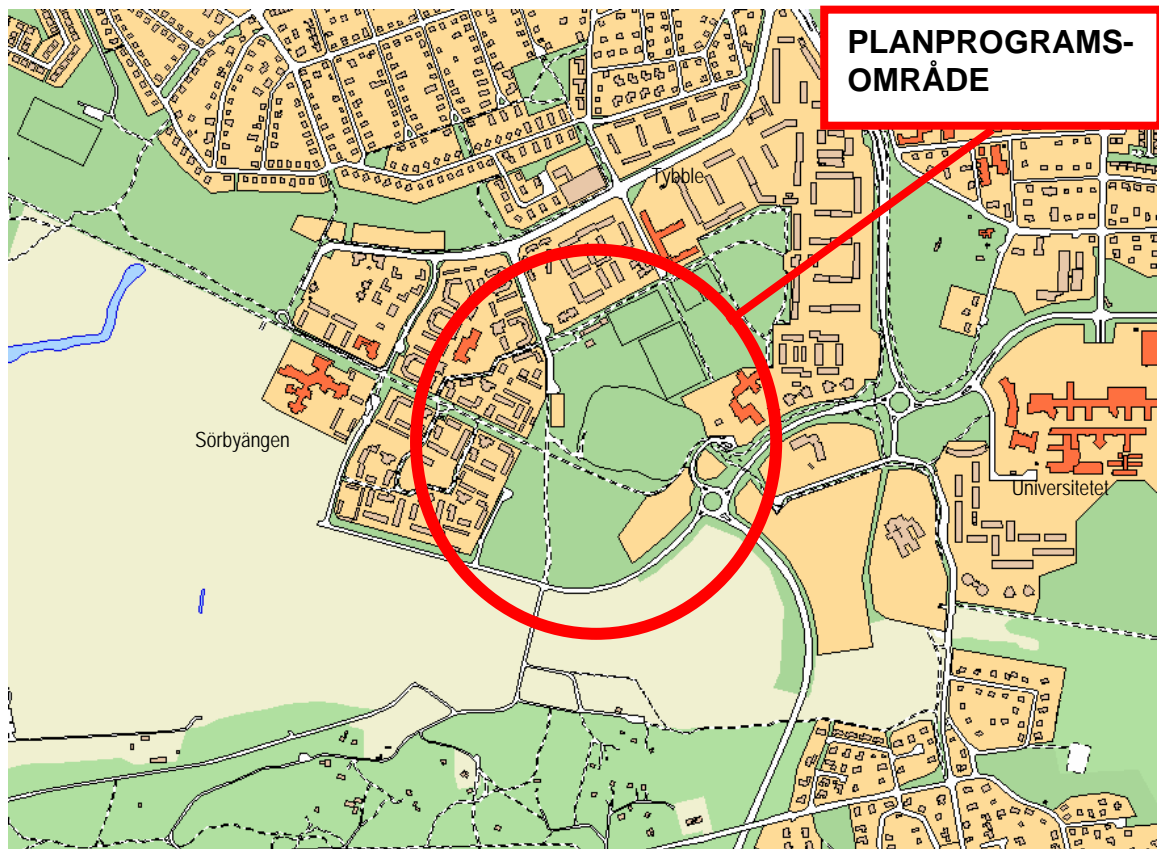 PLANPROGRAMS-
OMRÅDE
Tybble
Sörbyängen
Universitetet